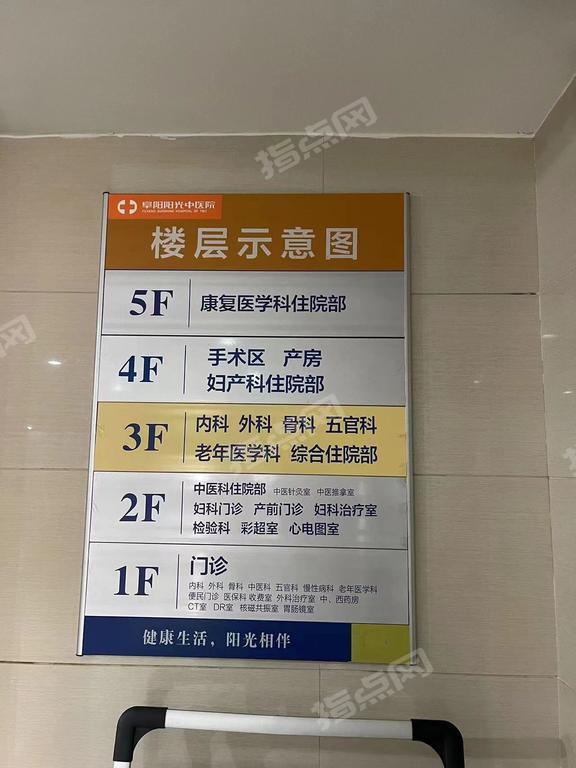 阜阳阳光中医院
FUYANG SUNSHINE HOSPITAL OF TMC
楼层示意图
5F 康复医学科住院部
4F 手术区 产房
妇产科住院部
3F 内科 外科 骨科 五官科
老年医学科 综合住院部
2F 中医科住院部 中医针灸室 中医推拿室
妇科门诊 产前门诊 妇科治疗室
检验科 彩超室 心电图室
1F 门诊
内科 外科 骨科 中医科 五官科 慢性病科 老年医学科
便民门诊 医保科 收费室 外科治疗室 中、西药房
CT室 DR室 核磁共振室 胃肠镜室
健康生活，阳光相伴
指点网
指点网
指点网
指点网